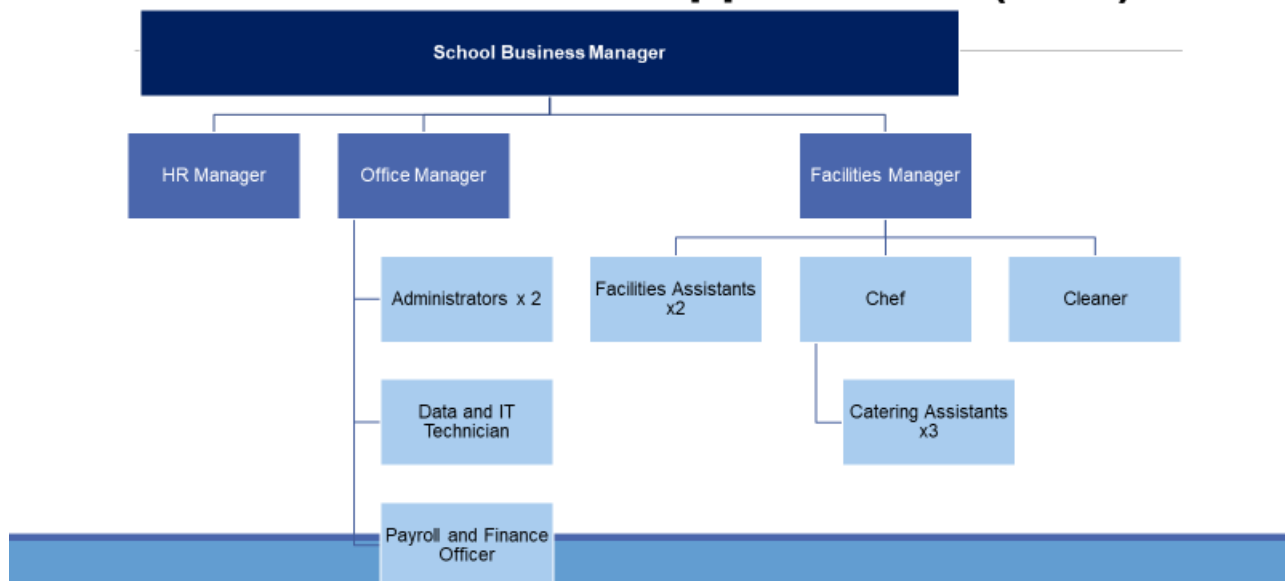 School Business Manager
HR Manager
Office Manager
Facilities Manager
Administrators x 2
Facilities Assistants
x2
Chef
Cleaner
Data and IT
Technician
Catering Assistants
x3
Payroll and Finance
Officer